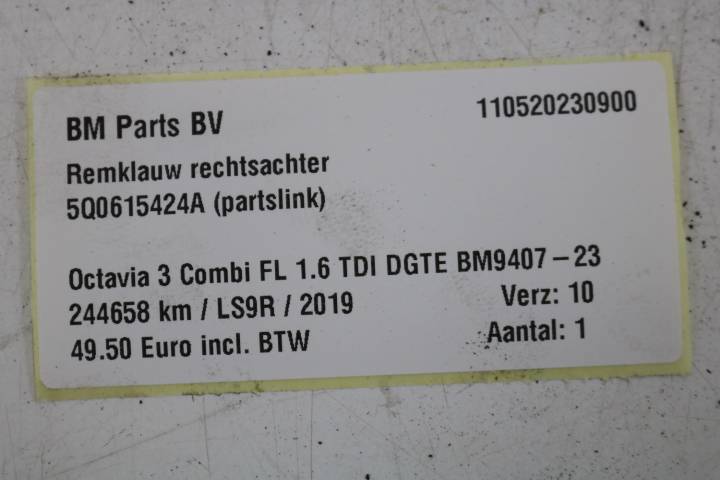 BM Parts BV 110520230900
Remklauw rechtsachter
5Q0615424A (partslink)
Octavia 3 Combi FL 1.6 TDI DGTE BM9407-23
244658 km / LS9R / 2019 Verz: 10
49.50 Euro incl. BTW Aantal: 1